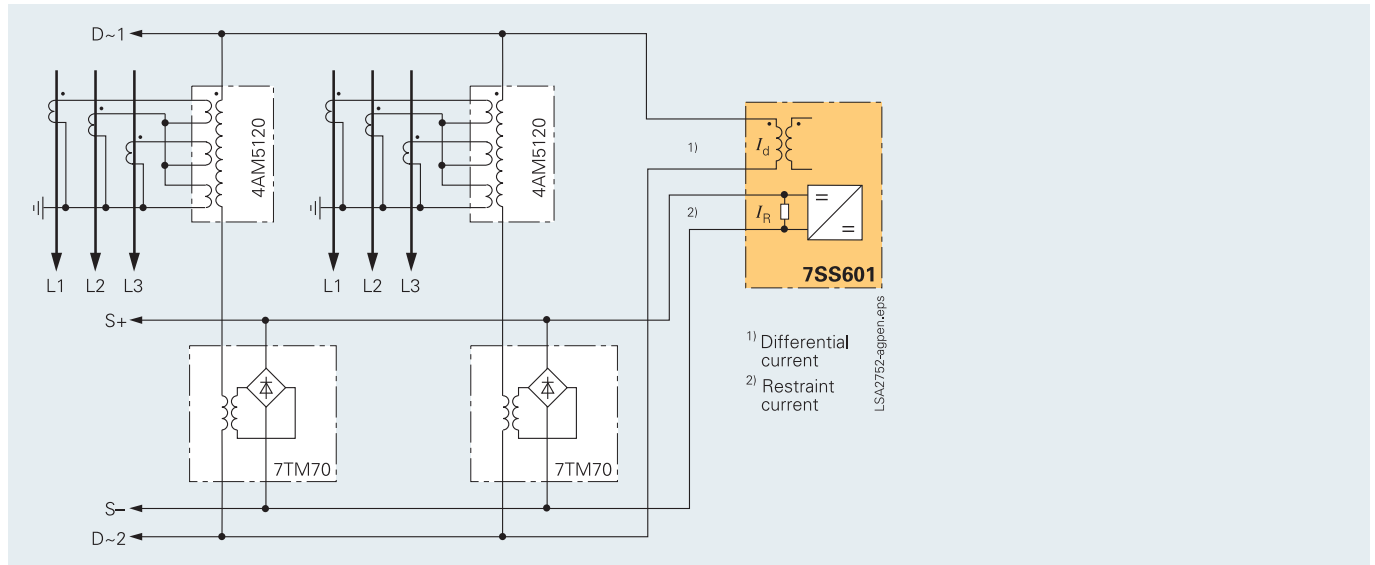 D~1
4AM5120
4AM5120
L1 L2 L3
L1 L2 L3
1)
Id
2)
IR
7SS601
S+
1) Differential
current
2) Restraint
current
LSA2752-agpen.eps
7TM70
7TM70
S–
D~2